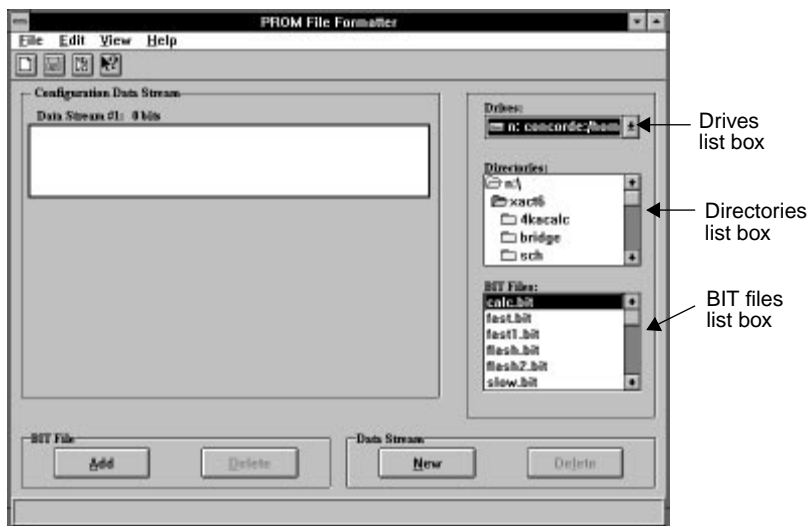 PROM File Formatter
File Edit View Help
Configuration Data Stream
Data Stream #1: 0 bits
Drives:
n: concorde:/hom
Drives
list box
Directories:
n:\
xact6
4kacalc
bridge
sch
Directories
list box
BIT Files:
calc.bit
fast.bit
fast1.bit
flash.bit
flash2.bit
slow.bit
BIT files
list box
BIT File
Add
Delete
Data Stream
New
Delete